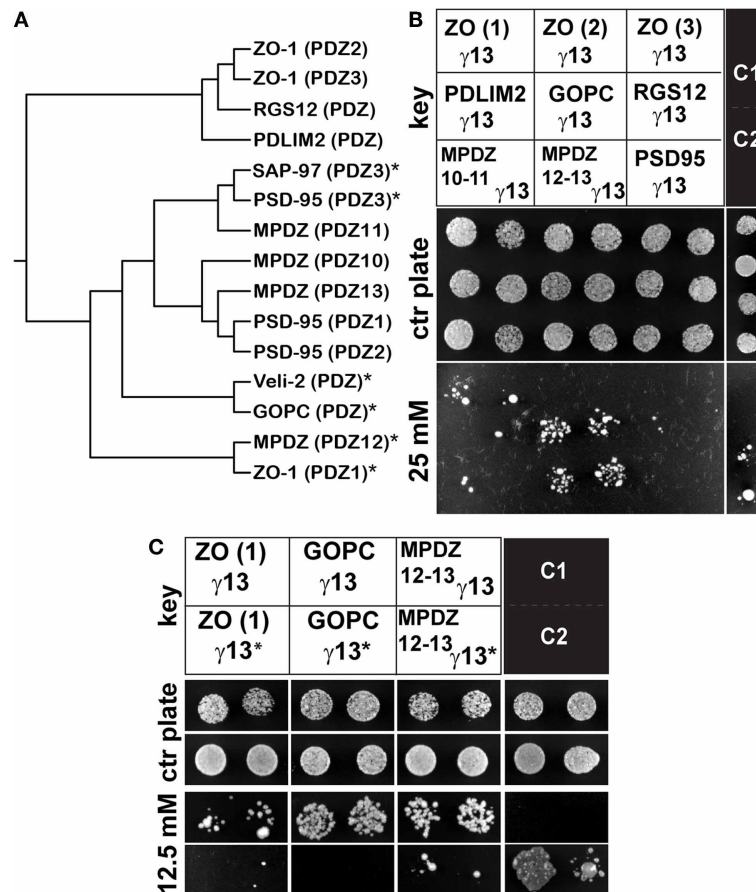 A
ZO-1 (PDZ2)
ZO-1 (PDZ3)
RGS12 (PDZ)
PDLIM2 (PDZ)
SAP-97 (PDZ3)*
PSD-95 (PDZ3)*
MPDZ (PDZ11)
MPDZ (PDZ10)
MPDZ (PDZ13)
PSD-95 (PDZ1)
PSD-95 (PDZ2)
Veli-2 (PDZ)*
GOPC (PDZ)*
MPDZ (PDZ12)*
ZO-1 (PDZ1)*
B
key
ZO (1) ZO (2) ZO (3)
γ13 γ13 γ13
PDLIM2 GOPC RGS12
γ13 γ13 γ13
MPDZ MPDZ PSD95
10-11 γ13 12-13 γ13 γ13
C1
C2
ctr plate
25 mM
C
key
ZO (1) GOPC MPDZ
γ13 γ13 12-13 γ13
C1
ZO (1) GOPC MPDZ
γ13* γ13* 12-13 γ13*
C2
ctr plate
12.5 mM